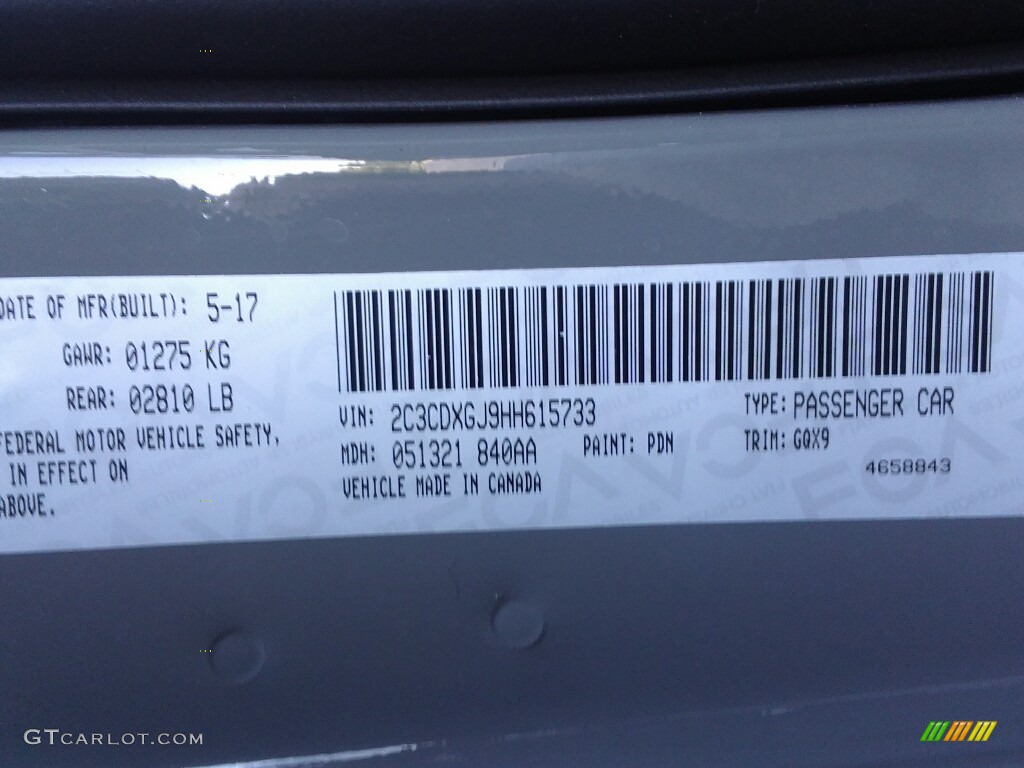 DATE OF MFR(BUILT): 5-17
GAWR: 01275 KG
REAR: 02810 LB
FEDERAL MOTOR VEHICLE SAFETY,
IN EFFECT ON
ABOVE.
VIN: 2C3CDXGJ9HH615733
TYPE: PASSENGER CAR
MDH: 051321 840AA
PAINT: PDN
TRIM: GQX9
VEHICLE MADE IN CANADA
4658843
GTCARLOT.COM